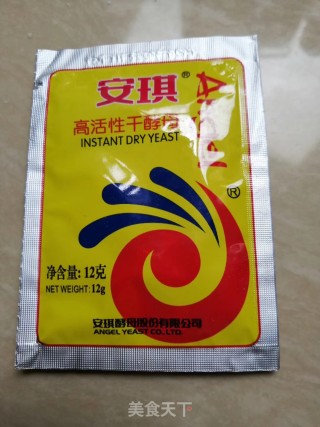 安琪®
Angel
高活性干酵母
INSTANT DRY YEAST
®
净含量:12克
NET WEIGHT:12g
安琪酵母股份有限公司
ANGEL YEAST CO., LTD.
美食天下